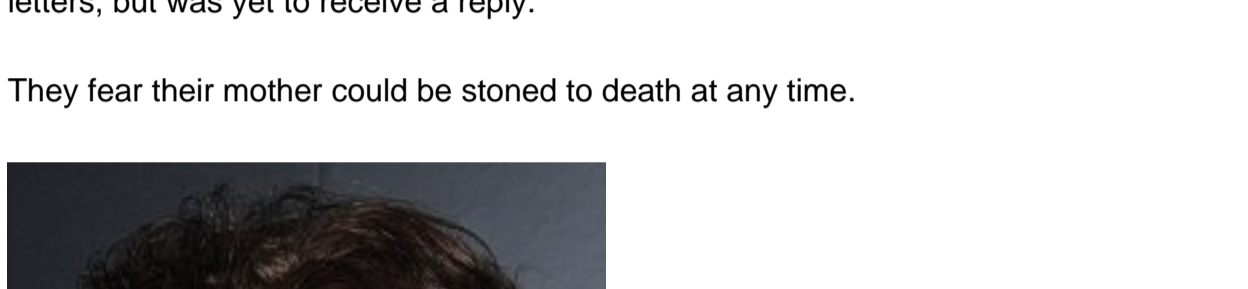 letters, but was yet to receive a reply.
They fear their mother could be stoned to death at any time.